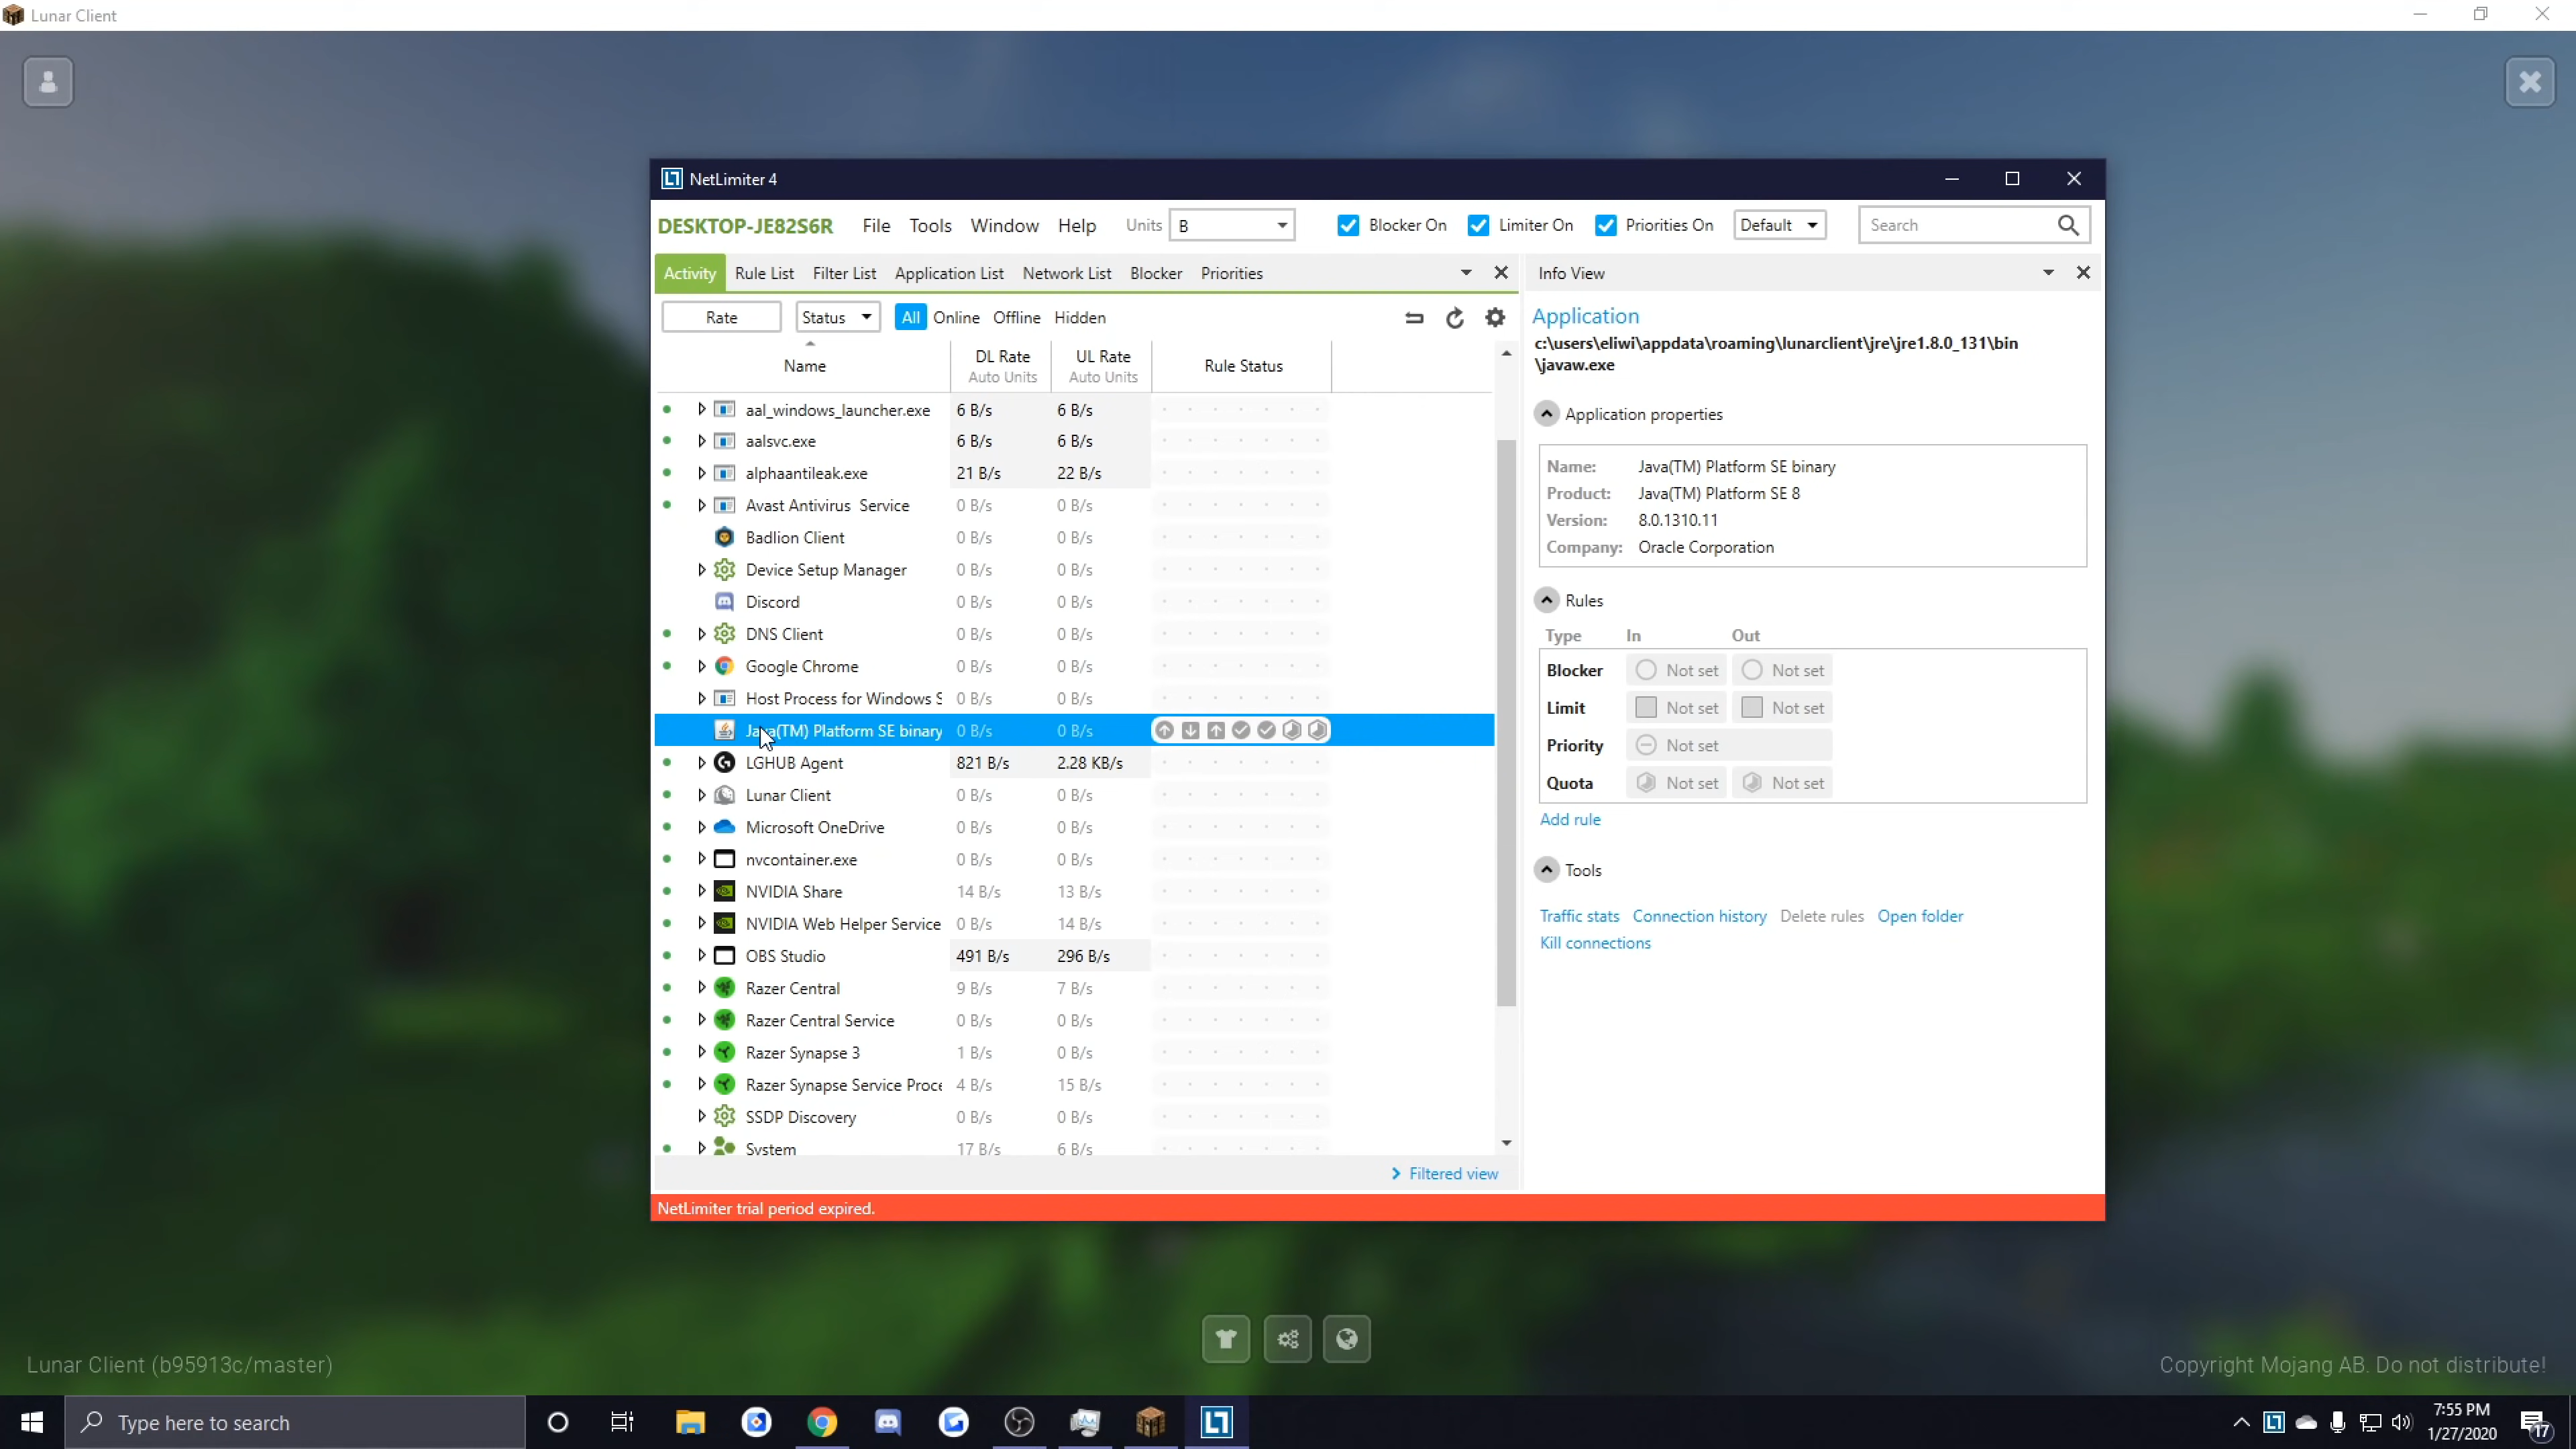 Lunar Client
NetLimiter 4
DESKTOP-JE82S6R File Tools Window Help Units B Blocker On Limiter On Priorities On Default Search
Activity Rule List Filter List Application List Network List Blocker Priorities
Rate Status All Online Offline Hidden
Name DL Rate Auto Units UL Rate Auto Units Rule Status
aal_windows_launcher.exe 6 B/s 6 B/s
aalsvc.exe 6 B/s 6 B/s
alphaantileak.exe 21 B/s 22 B/s
Avast Antivirus Service 0 B/s 0 B/s
Badlion Client 0 B/s 0 B/s
Device Setup Manager 0 B/s 0 B/s
Discord 0 B/s 0 B/s
DNS Client 0 B/s 0 B/s
Google Chrome 0 B/s 0 B/s
Host Process for Windows S 0 B/s 0 B/s
Java(TM) Platform SE binary 0 B/s 0 B/s
LGHUB Agent 821 B/s 2.28 KB/s
Lunar Client 0 B/s 0 B/s
Microsoft OneDrive 0 B/s 0 B/s
nvcontainer.exe 0 B/s 0 B/s
NVIDIA Share 14 B/s 13 B/s
NVIDIA Web Helper Service 0 B/s 14 B/s
OBS Studio 491 B/s 296 B/s
Razer Central 9 B/s 7 B/s
Razer Central Service 0 B/s 0 B/s
Razer Synapse 3 1 B/s 0 B/s
Razer Synapse Service Proce 4 B/s 15 B/s
SSDP Discovery 0 B/s 0 B/s
System 17 B/s 6 B/s
Filtered view
Info View
Application
c:\users\eliwi\appdata\roaming\lunarclient\jre\jre1.8.0_131\bin
\javaw.exe
Application properties
Name: Java(TM) Platform SE binary
Product: Java(TM) Platform SE 8
Version: 8.0.1310.11
Company: Oracle Corporation
Rules
Type In Out
Blocker Not set Not set
Limit Not set Not set
Priority Not set
Quota Not set Not set
Add rule
Tools
Traffic stats Connection history Delete rules Open folder
Kill connections
NetLimiter trial period expired.
Lunar Client (b95913c/master)
Copyright Mojang AB. Do not distribute!
Type here to search
7:55 PM
1/27/2020
17